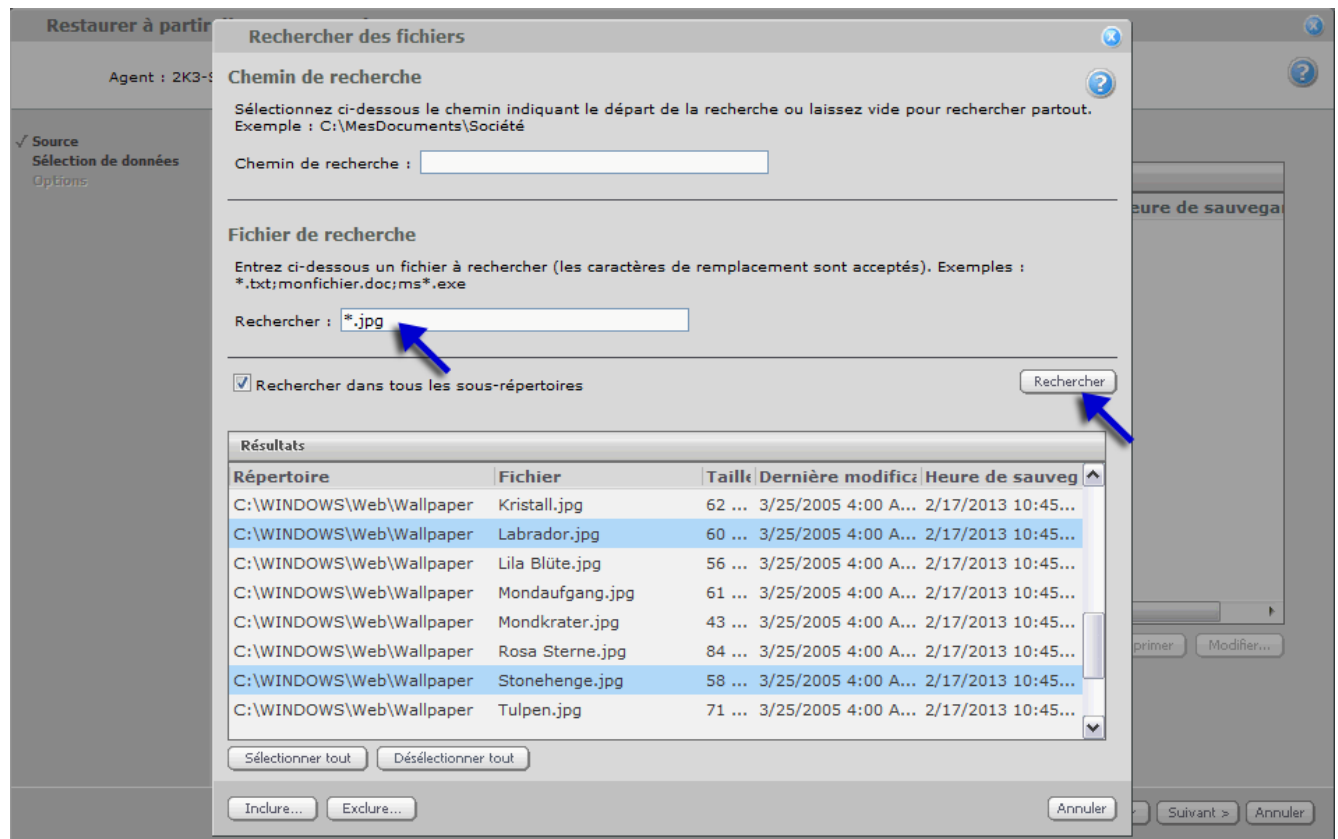 Restaurer à partir
Agent : 2K3-S
√ Source
Sélection de données
Options
Rechercher des fichiers
Chemin de recherche
Sélectionnez ci-dessous le chemin indiquant le départ de la recherche ou laissez vide pour rechercher partout.
Exemple : C:\MesDocuments\Société
Chemin de recherche :
Fichier de recherche
Entrez ci-dessous un fichier à rechercher (les caractères de remplacement sont acceptés). Exemples :
*.txt;monfichier.doc;ms*.exe
Rechercher : *.jpg
Rechercher dans tous les sous-répertoires
Rechercher
Résultats
Répertoire Fichier Taille Dernière modifica Heure de sauveg
C:\WINDOWS\Web\Wallpaper Kristall.jpg 62 ... 3/25/2005 4:00 A... 2/17/2013 10:45...
C:\WINDOWS\Web\Wallpaper Labrador.jpg 60 ... 3/25/2005 4:00 A... 2/17/2013 10:45...
C:\WINDOWS\Web\Wallpaper Lila Blüte.jpg 56 ... 3/25/2005 4:00 A... 2/17/2013 10:45...
C:\WINDOWS\Web\Wallpaper Mondaufgang.jpg 61 ... 3/25/2005 4:00 A... 2/17/2013 10:45...
C:\WINDOWS\Web\Wallpaper Mondkrater.jpg 43 ... 3/25/2005 4:00 A... 2/17/2013 10:45...
C:\WINDOWS\Web\Wallpaper Rosa Sterne.jpg 84 ... 3/25/2005 4:00 A... 2/17/2013 10:45...
C:\WINDOWS\Web\Wallpaper Stonehenge.jpg 58 ... 3/25/2005 4:00 A... 2/17/2013 10:45...
C:\WINDOWS\Web\Wallpaper Tulpen.jpg 71 ... 3/25/2005 4:00 A... 2/17/2013 10:45...
Sélectionner tout Désélectionner tout
Inclure... Exclure... Annuler
eure de sauvegar
primer Modifier...
Suivant > Annuler